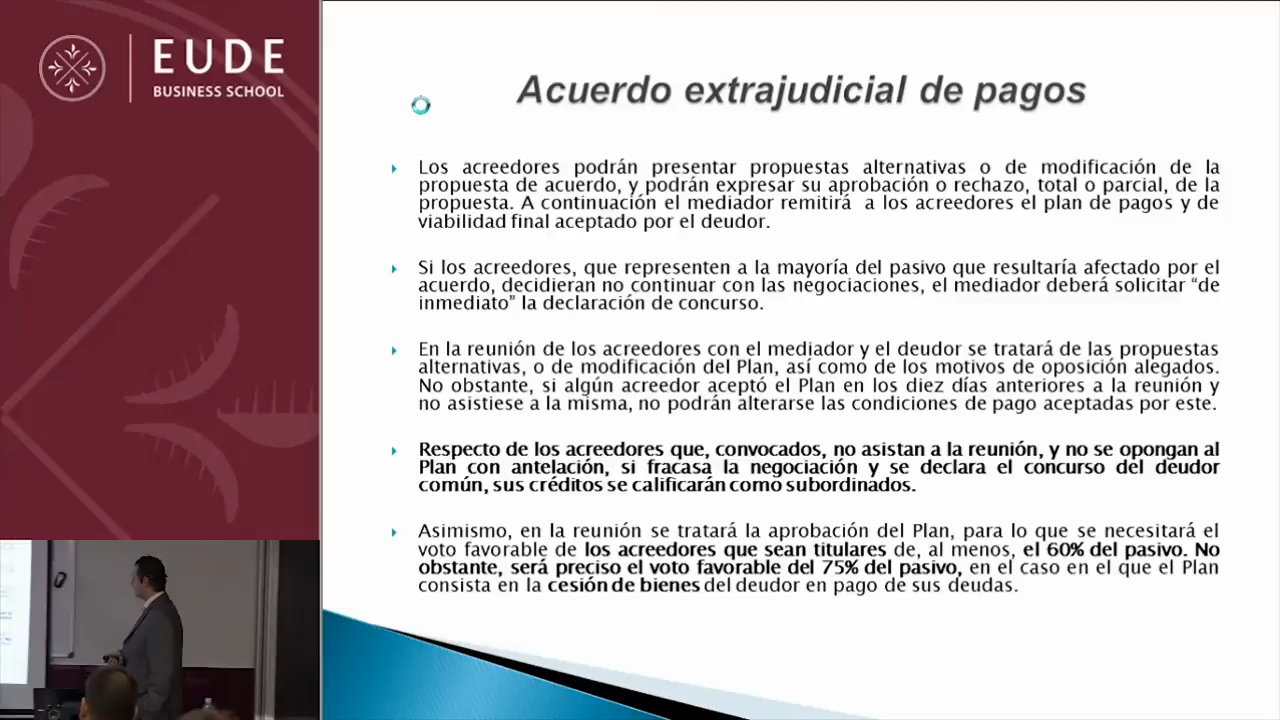 EUDE
BUSINESS SCHOOL
Acuerdo extrajudicial de pagos
Los acreedores podrán presentar propuestas alternativas o de modificación de la
propuesta de acuerdo, y podrán expresar su aprobación o rechazo, total o parcial, de la
propuesta. A continuación el mediador remitirá a los acreedores el plan de pagos y de
viabilidad final aceptado por el deudor.
Si los acreedores, que representen a la mayoría del pasivo que resultaría afectado por el
acuerdo, decidieran no continuar con las negociaciones, el mediador deberá solicitar “de
inmediato” la declaración de concurso.
En la reunión de los acreedores con el mediador y el deudor se tratará de las propuestas
alternativas, o de modificación del Plan, así como de los motivos de oposición alegados.
No obstante, si algún acreedor aceptó el Plan en los diez días anteriores a la reunión y
no asistiese a la misma, no podrán alterarse las condiciones de pago aceptadas por este.
Respecto de los acreedores que, convocados, no asistan a la reunión, y no se opongan al
Plan con antelación, si fracasa la negociación y se declara el concurso del deudor
común, sus créditos se calificarán como subordinados.
Asimismo, en la reunión se tratará la aprobación del Plan, para lo que se necesitará el
voto favorable de los acreedores que sean titulares de, al menos, el 60% del pasivo. No
obstante, será preciso el voto favorable del 75% del pasivo, en el caso en el que el Plan
consista en la cesión de bienes del deudor en pago de sus deudas.